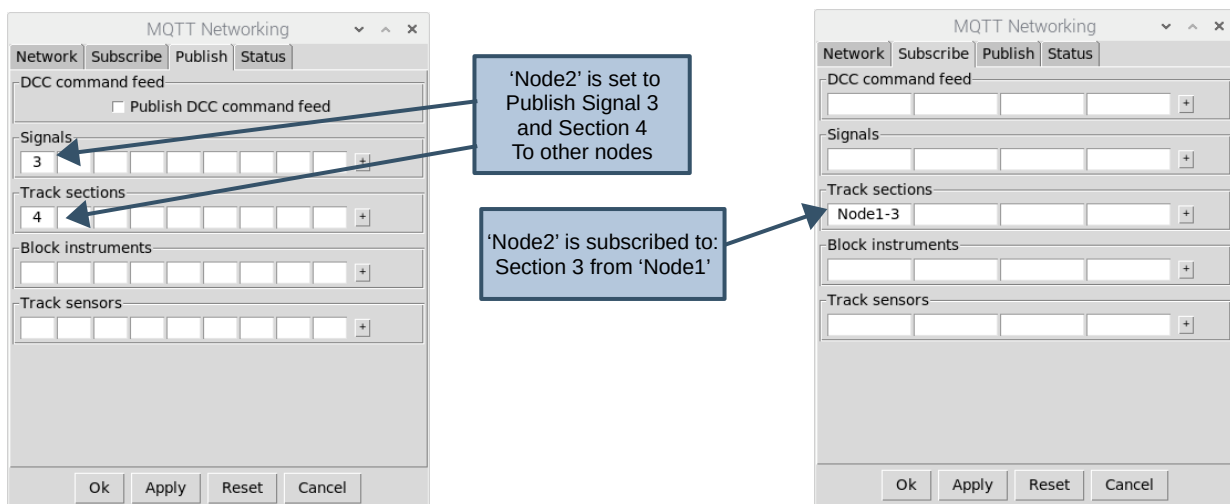 MQTT Networking
Network Subscribe Publish Status
DCC command feed
Publish DCC command feed
Signals
3
+
Track sections
4
+
Block instruments
+
Track sensors
+
Ok Apply Reset Cancel
‘Node2’ is set to
Publish Signal 3
and Section 4
To other nodes
‘Node2’ is subscribed to:
Section 3 from ‘Node1’
MQTT Networking
Network Subscribe Publish Status
DCC command feed
+
Signals
+
Track sections
Node1-3
+
Block instruments
+
Track sensors
+
Ok Apply Reset Cancel